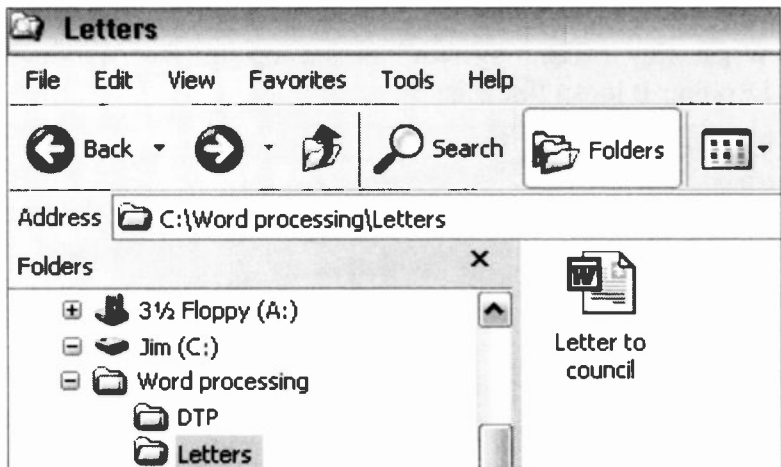 Letters
File Edit View Favorites Tools Help
Back Search Folders
Address C:\Word processing\Letters
Folders
3½ Floppy (A:)
Jim (C:)
Word processing
DTP
Letters
W
Letter to
council